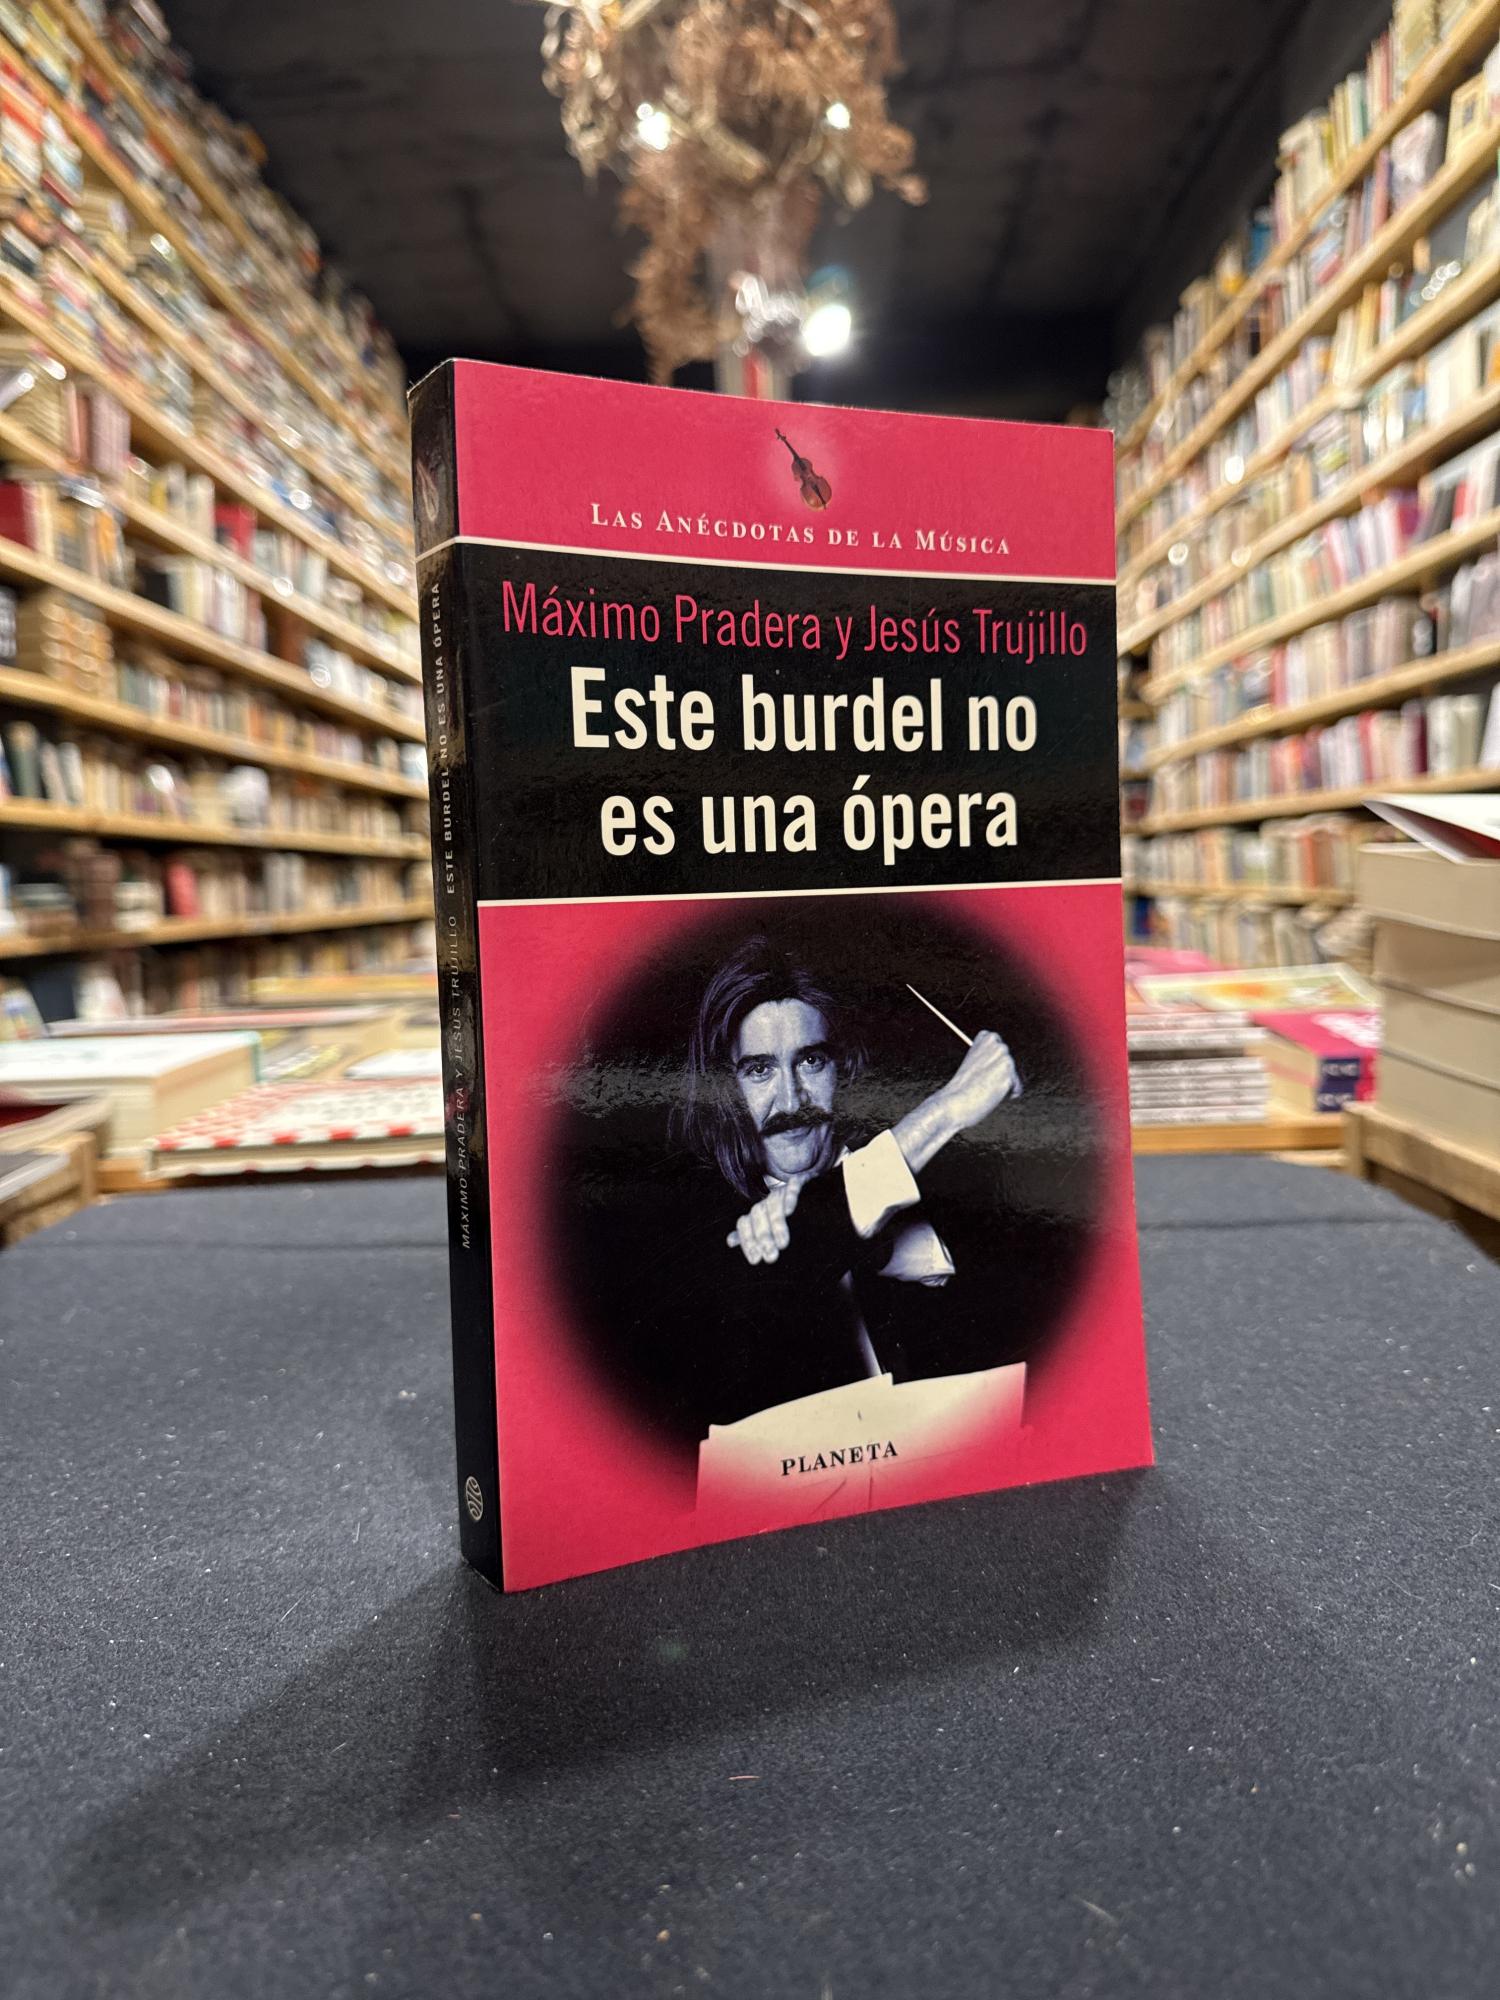 LAS ANÉCDOTAS DE LA MÚSICA
Máximo Pradera y Jesús Trujillo
Este burdel no
es una ópera
PLANETA
MÁXIMO PRADERA Y JESÚS TRUJILLO ESTE BURDEL NO ES UNA ÓPERA